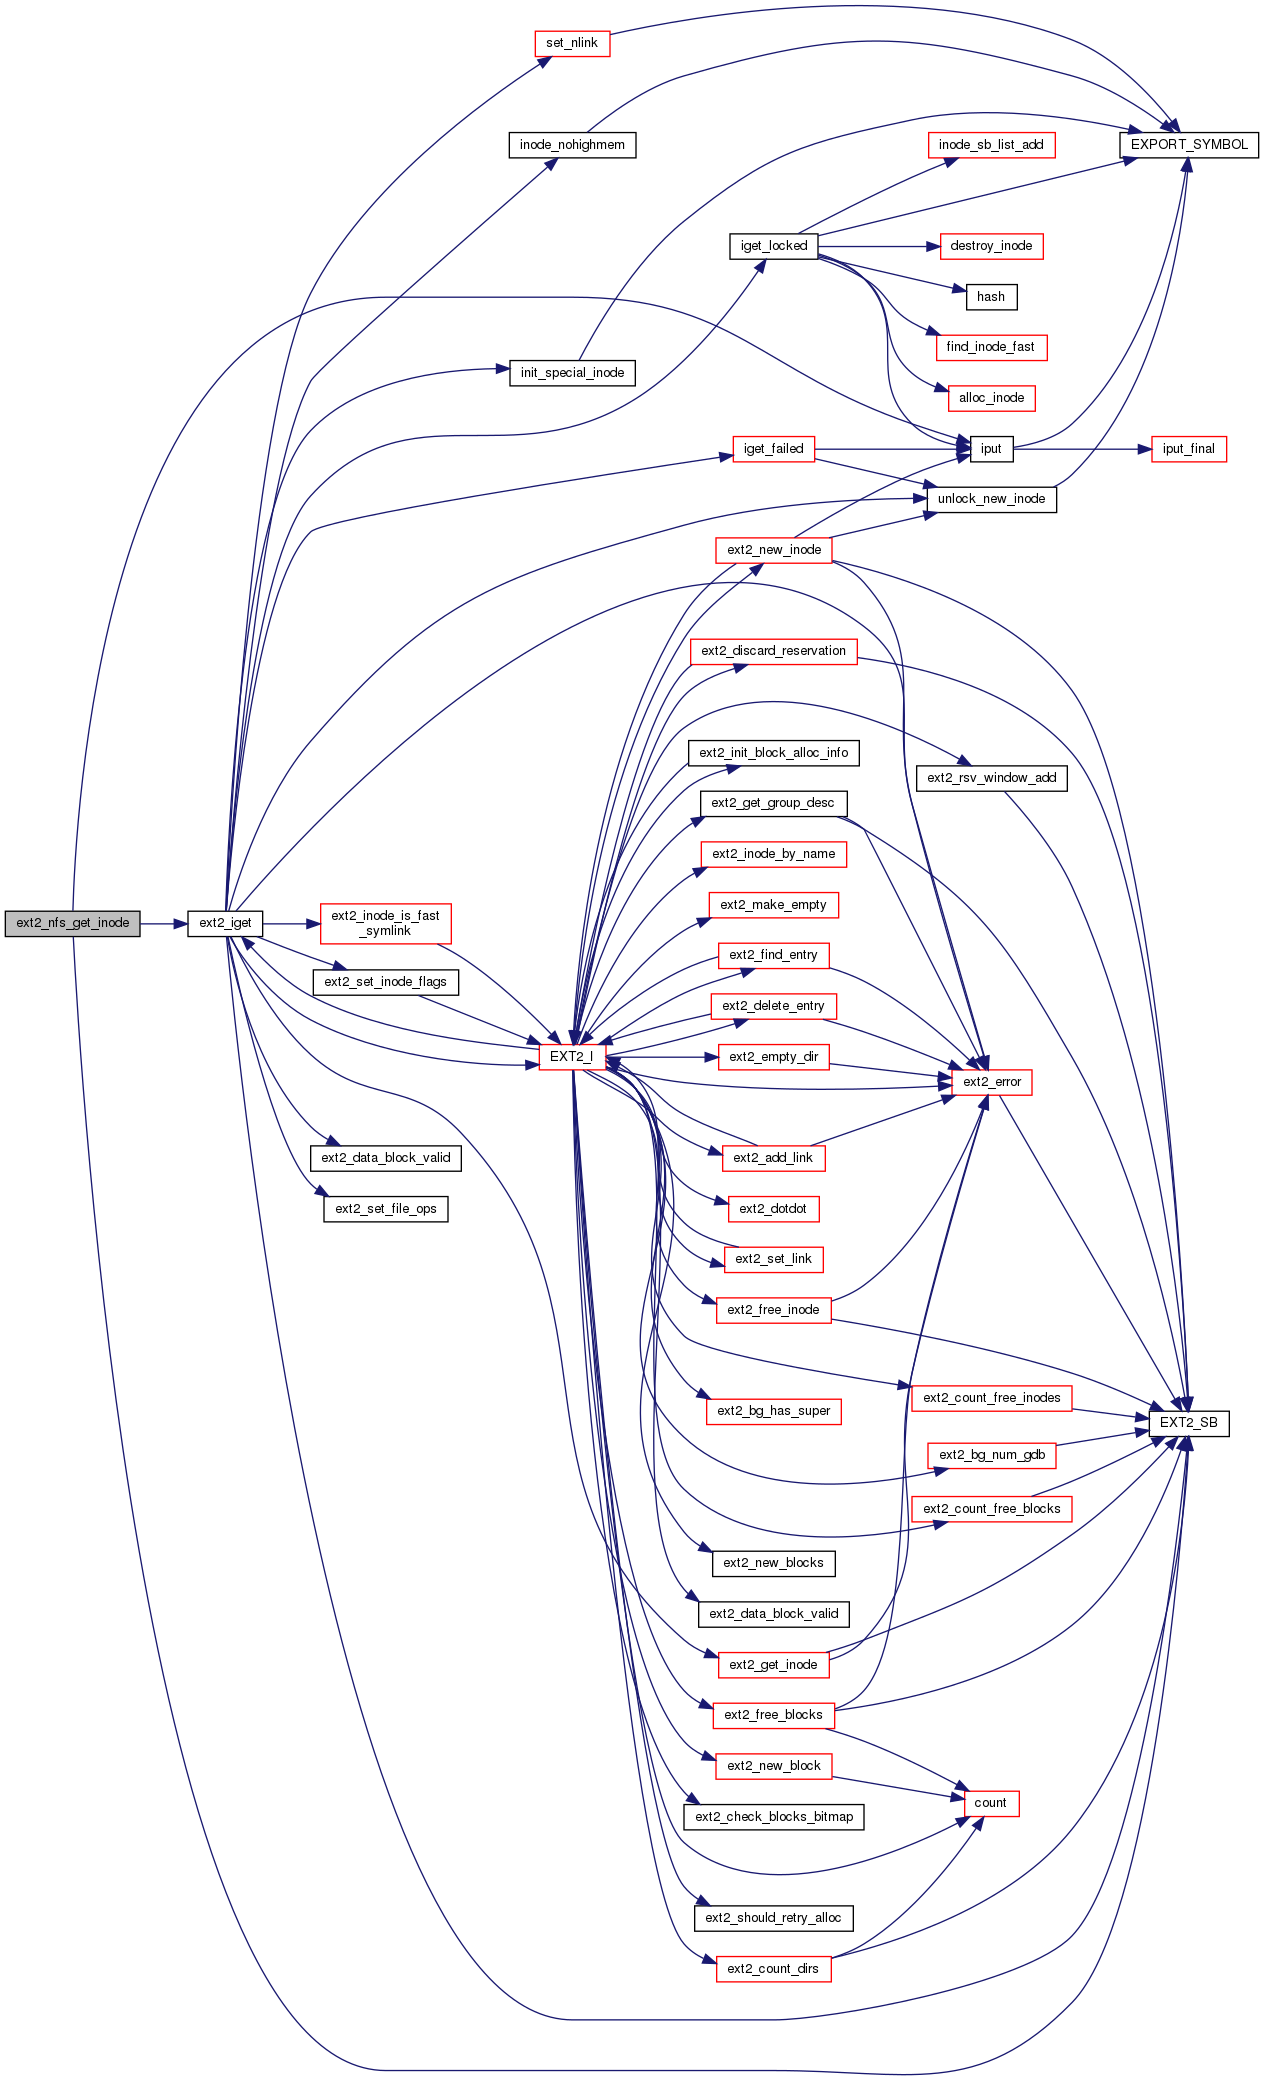 set_nlink
inode_nohighmem
inode_sb_list_add
EXPORT_SYMBOL
iget_locked
destroy_inode
hash
find_inode_fast
init_special_inode
alloc_inode
iget_failed
iput
iput_final
unlock_new_inode
ext2_new_inode
ext2_discard_reservation
ext2_init_block_alloc_info
ext2_rsv_window_add
ext2_get_group_desc
ext2_inode_by_name
ext2_make_empty
ext2_nfs_get_inode
ext2_iget
ext2_inode_is_fast
_symlink
ext2_find_entry
ext2_set_inode_flags
ext2_delete_entry
EXT2_I
ext2_empty_dir
ext2_error
ext2_data_block_valid
ext2_add_link
ext2_set_file_ops
ext2_dotdot
ext2_set_link
ext2_free_inode
ext2_count_free_inodes
ext2_bg_has_super
EXT2_SB
ext2_bg_num_gdb
ext2_count_free_blocks
ext2_new_blocks
ext2_data_block_valid
ext2_get_inode
ext2_free_blocks
ext2_new_block
count
ext2_check_blocks_bitmap
ext2_should_retry_alloc
ext2_count_dirs